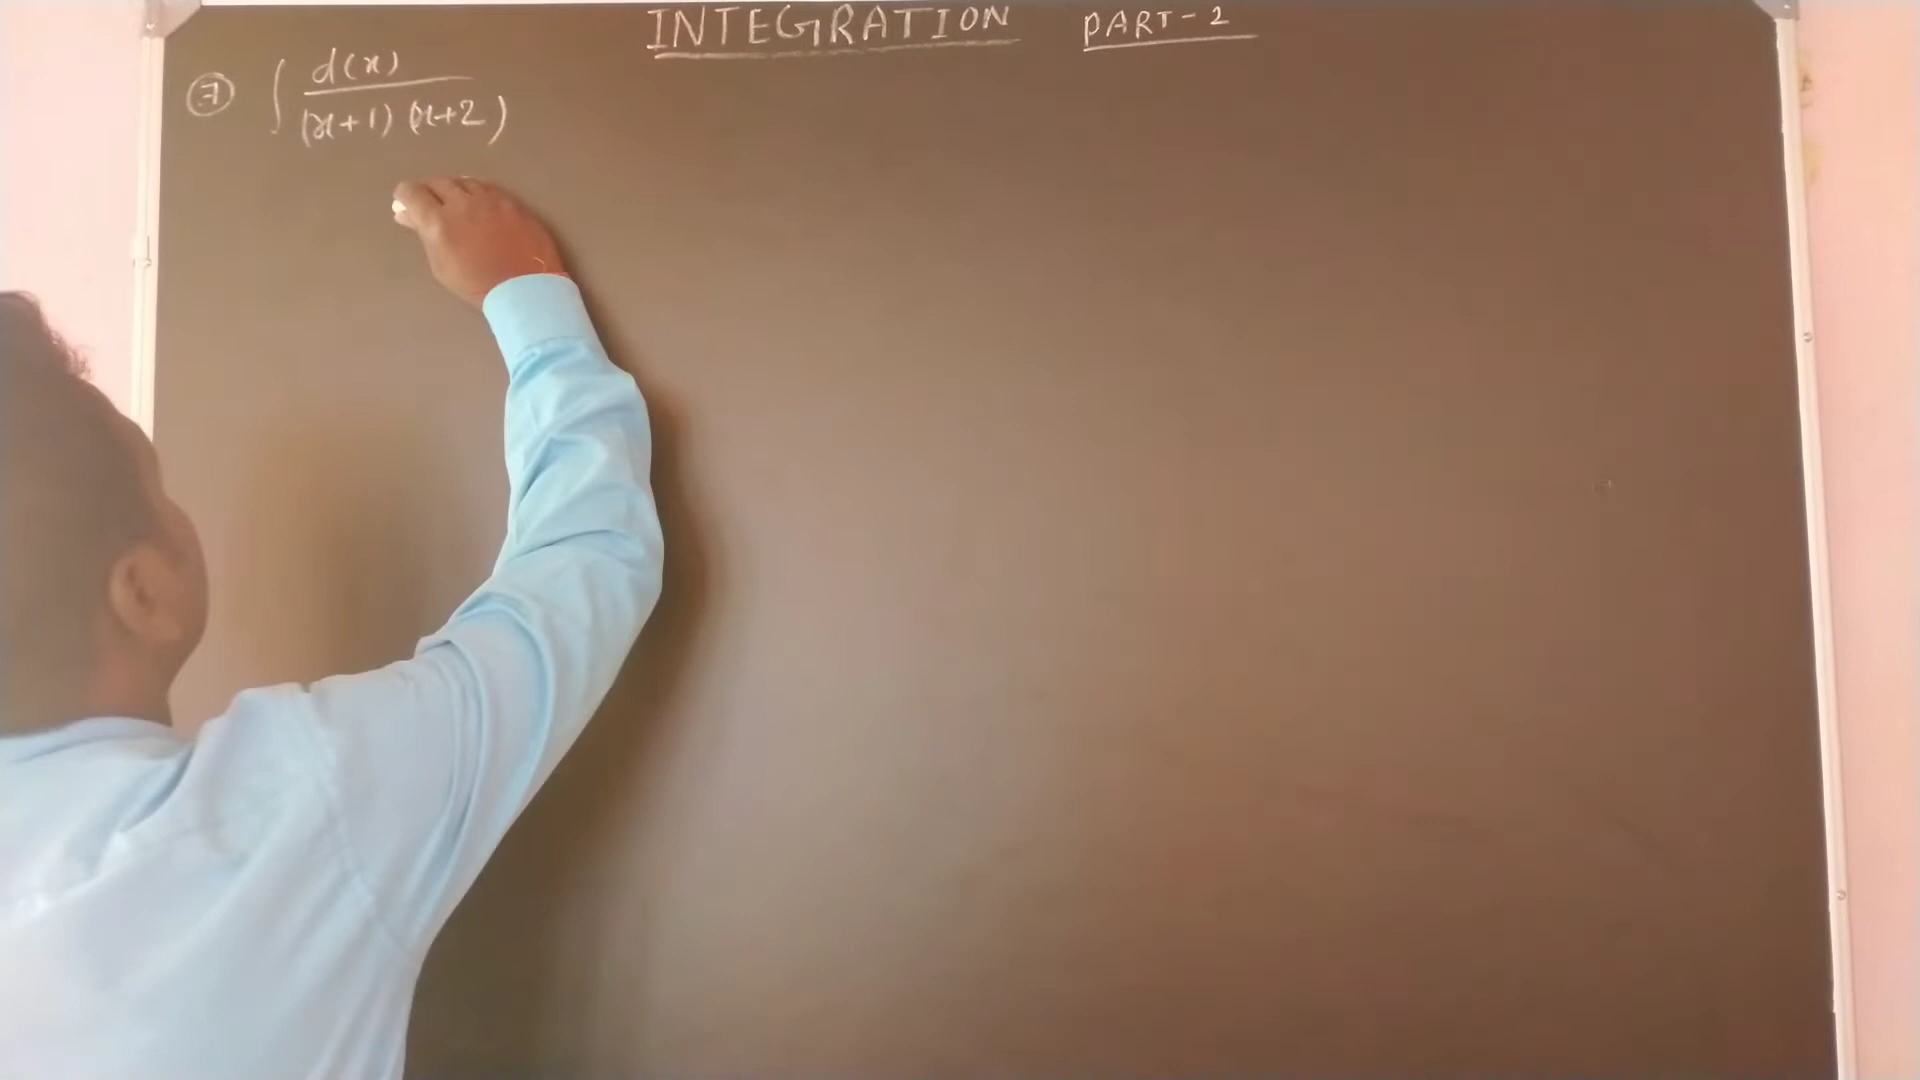 INTEGRATION PART-2
⑦ ∫ d(x) / (x+1) (x+2)